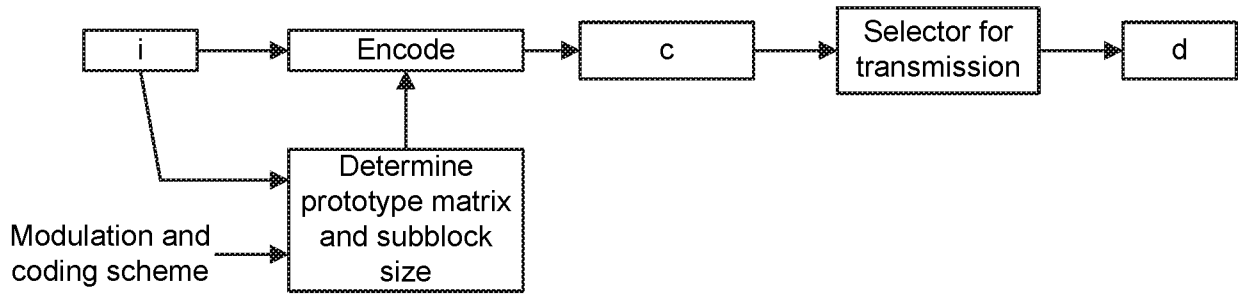 i
Encode
c
Selector for
transmission
d
Determine
prototype matrix
and subblock
size
Modulation and
coding scheme